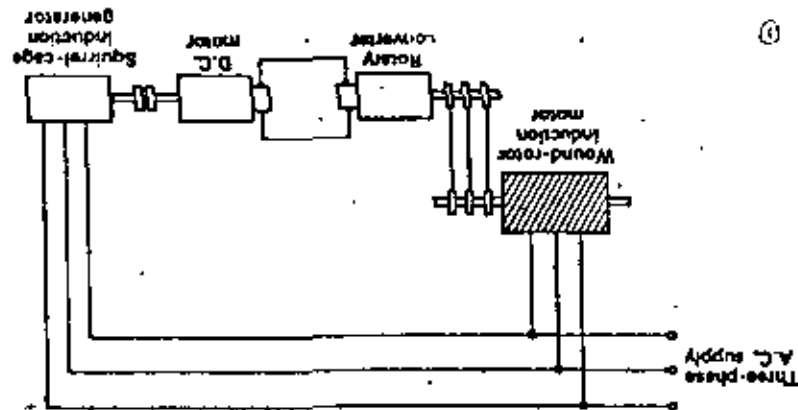 Three-phase
A.C. supply
Wound-rotor
induction
motor
Rotary
converter
D.C.
motor
Squirrel-cage
induction
generator